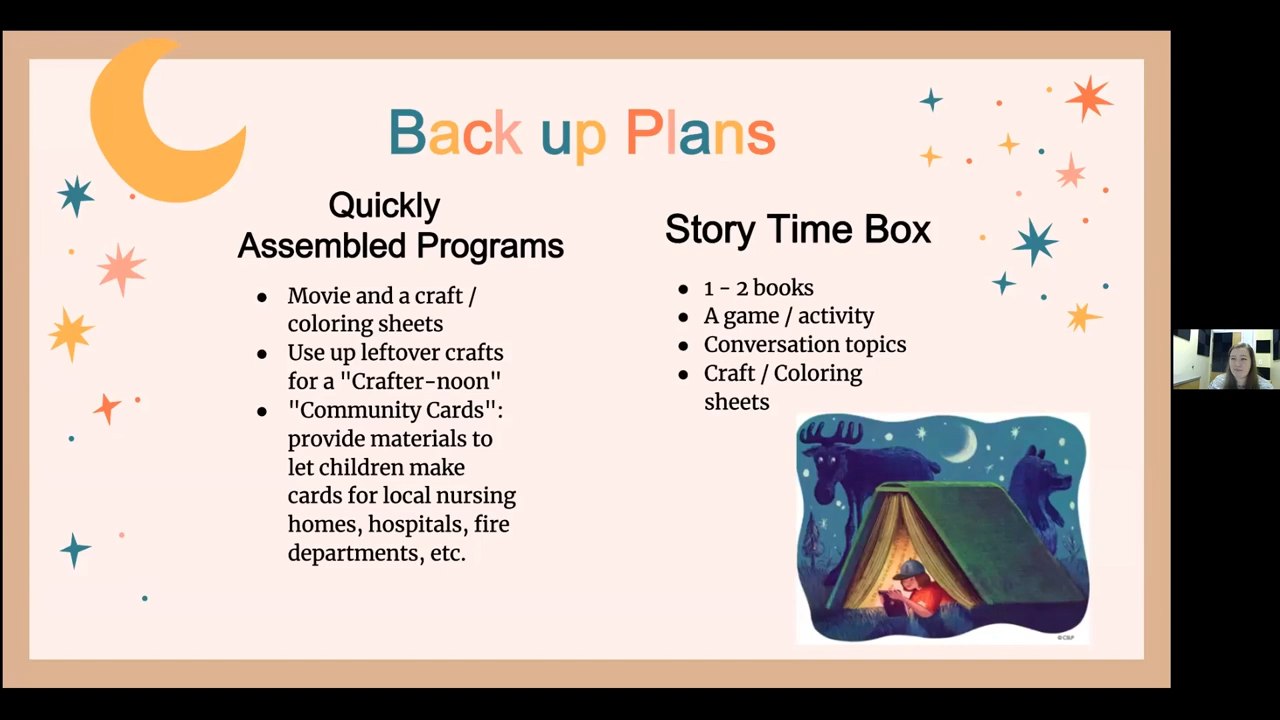 Back up Plans
Quickly
Assembled Programs
● Movie and a craft /
coloring sheets
● Use up leftover crafts
for a "Crafter-noon"
● "Community Cards":
provide materials to
let children make
cards for local nursing
homes, hospitals, fire
departments, etc.
Story Time Box
● 1 - 2 books
● A game / activity
● Conversation topics
● Craft / Coloring
sheets